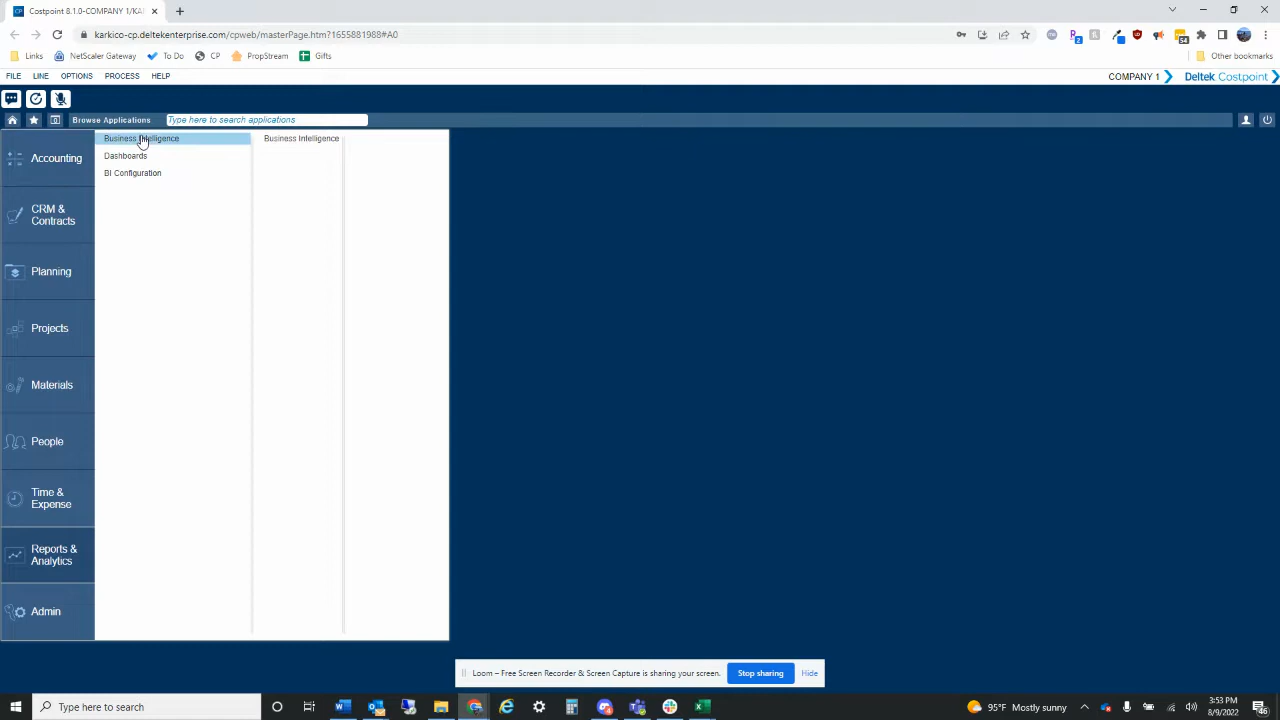 Costpoint 8.1.0-COMPANY 1/KAI
karkico-cp.deltekenterprise.com/cpweb/masterPage.htm?1655881988#A0
Links
NetScaler Gateway
To Do
CP
PropStream
Gifts
Other bookmarks
FILE LINE OPTIONS PROCESS HELP
COMPANY 1
Deltek Costpoint
Browse Applications
Type here to search applications
Accounting
CRM &
Contracts
Planning
Projects
Materials
People
Time &
Expense
Reports &
Analytics
Admin
Business Intelligence
Dashboards
BI Configuration
Business Intelligence
Loom – Free Screen Recorder & Screen Capture is sharing your screen.
Stop sharing
Hide
Type here to search
95°F Mostly sunny
3:53 PM
8/9/2022